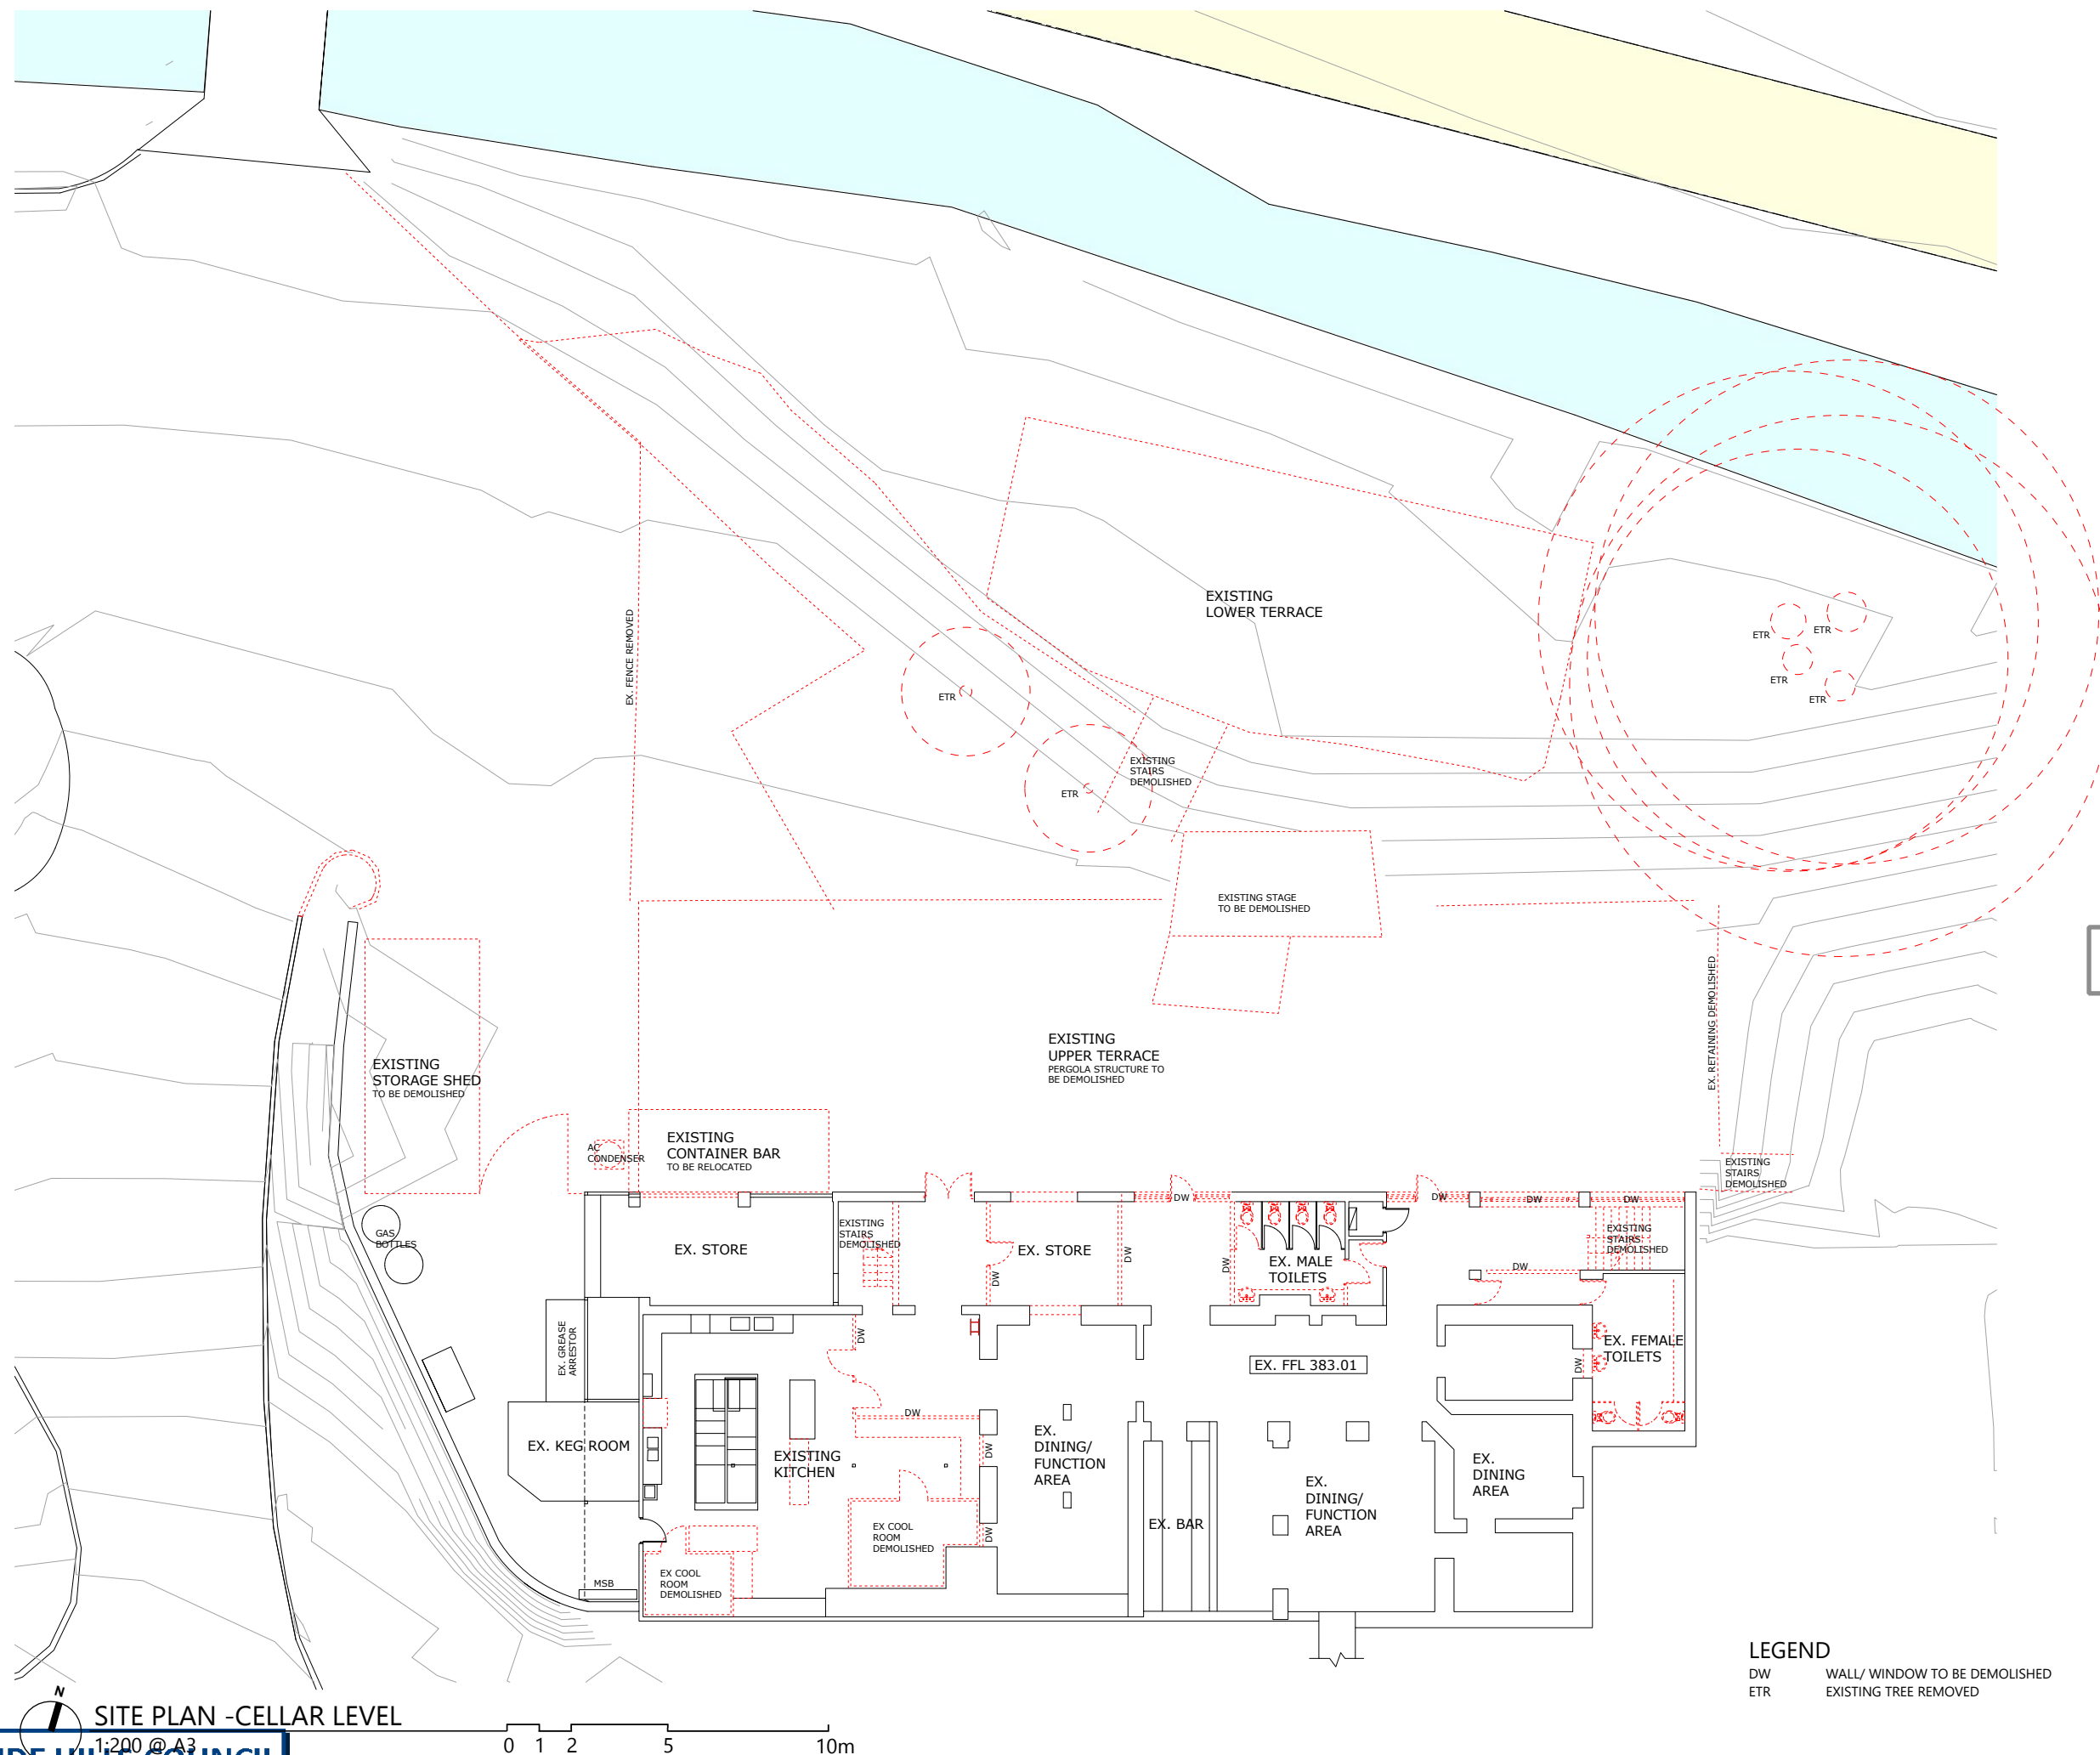 EXISTING
LOWER TERRACE
EX. FENCE REMOVED
ETR
ETR
ETR
ETR
ETR
ETR
EXISTING
STAIRS
DEMOLISHED
EXISTING STAGE
TO BE DEMOLISHED
EX. RETAINING DEMOLISHED
EXISTING
UPPER TERRACE
PERGOLA STRUCTURE TO
BE DEMOLISHED
EXISTING
STORAGE SHED
TO BE DEMOLISHED
AC
CONDENSER
EXISTING
CONTAINER BAR
TO BE RELOCATED
EXISTING
STAIRS
DEMOLISHED
GAS
BOTTLES
EX. STORE
EXISTING
STAIRS
DEMOLISHED
EX. STORE
DW
DW
DW
DW
EX. MALE
TOILETS
DW
DW
DW
EXISTING
STAIRS
DEMOLISHED
DW
EX. GREASE
ARRESTOR
DW
EX. FFL 383.01
DW
EX. FEMALE
TOILETS
EX. KEG ROOM
EXISTING
KITCHEN
DW
DW
EX.
DINING/
FUNCTION
AREA
EX.
DINING/
FUNCTION
AREA
EX.
DINING
AREA
EX. BAR
EX COOL
ROOM
DEMOLISHED
DW
EX COOL
ROOM
DEMOLISHED
MSB
LEGEND
DW WALL/ WINDOW TO BE DEMOLISHED
ETR EXISTING TREE REMOVED
N
SITE PLAN -CELLAR LEVEL
1:200 @ A3
0 1 2 5 10m